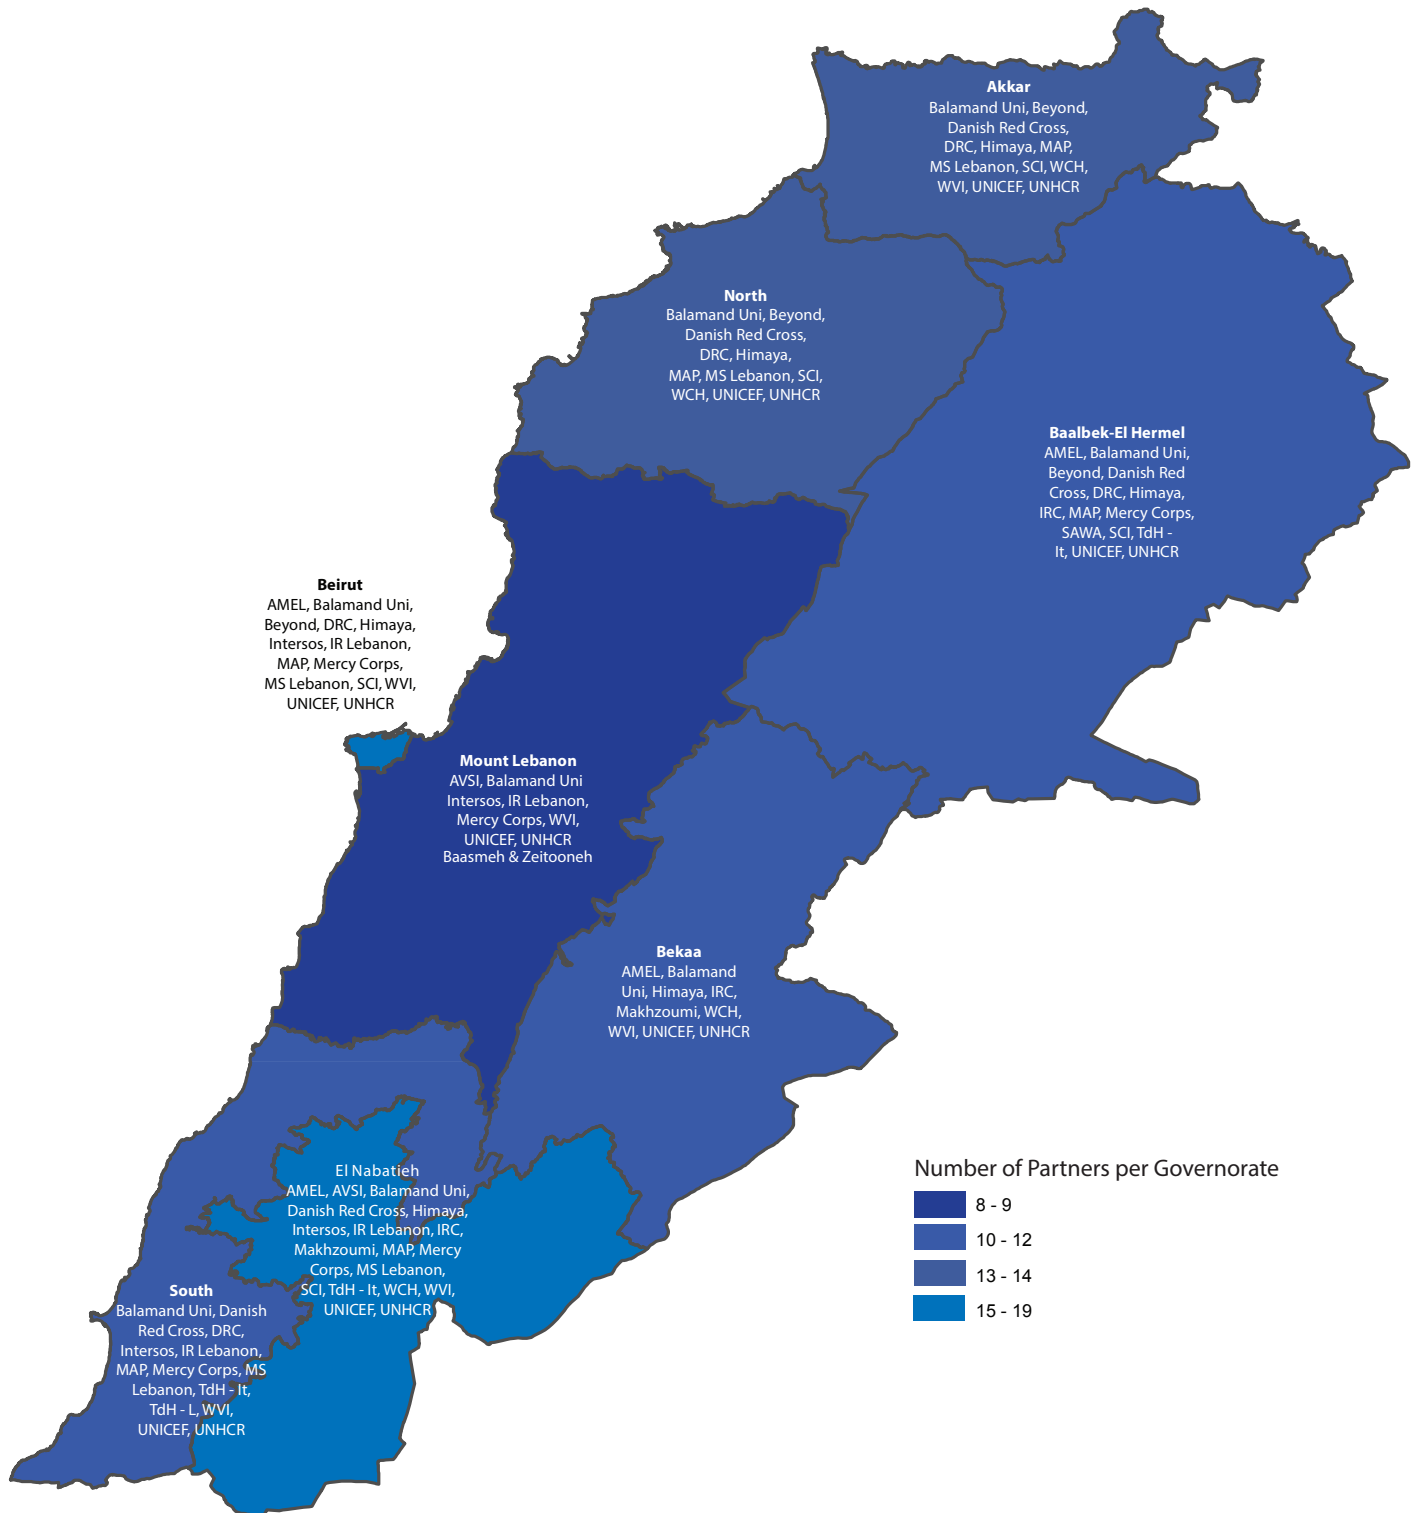 Akkar
Balamand Uni, Beyond,
Danish Red Cross,
DRC, Himaya, MAP,
MS Lebanon, SCI, WCH,
WVI, UNICEF, UNHCR
North
Balamand Uni, Beyond,
Danish Red Cross,
DRC, Himaya,
MAP, MS Lebanon, SCI,
WCH, UNICEF, UNHCR
Baalbek-El Hermel
AMEL, Balamand Uni,
Beyond, Danish Red
Cross, DRC, Himaya,
IRC, MAP, Mercy Corps,
SAWA, SCI, TdH -
It, UNICEF, UNHCR
Beirut
AMEL, Balamand Uni,
Beyond, DRC, Himaya,
Intersos, IR Lebanon,
MAP, Mercy Corps,
MS Lebanon, SCI, WVI,
UNICEF, UNHCR
Mount Lebanon
AVSI, Balamand Uni
Intersos, IR Lebanon,
Mercy Corps, WVI,
UNICEF, UNHCR
Baasmeh & Zeitooneh
Bekaa
AMEL, Balamand
Uni, Himaya, IRC,
Makhzoumi, WCH,
WVI, UNICEF, UNHCR
El Nabatieh
AMEL, AVSI, Balamand Uni,
Danish Red Cross, Himaya,
Intersos, IR Lebanon, IRC,
Makhzoumi, MAP, Mercy
Corps, MS Lebanon,
SCI, TdH - It, WCH, WVI,
UNICEF, UNHCR
South
Balamand Uni, Danish
Red Cross, DRC,
Intersos, IR Lebanon,
MAP, Mercy Corps, MS
Lebanon, TdH - It,
TdH - L, WVI,
UNICEF, UNHCR
Number of Partners per Governorate
8 - 9
10 - 12
13 - 14
15 - 19